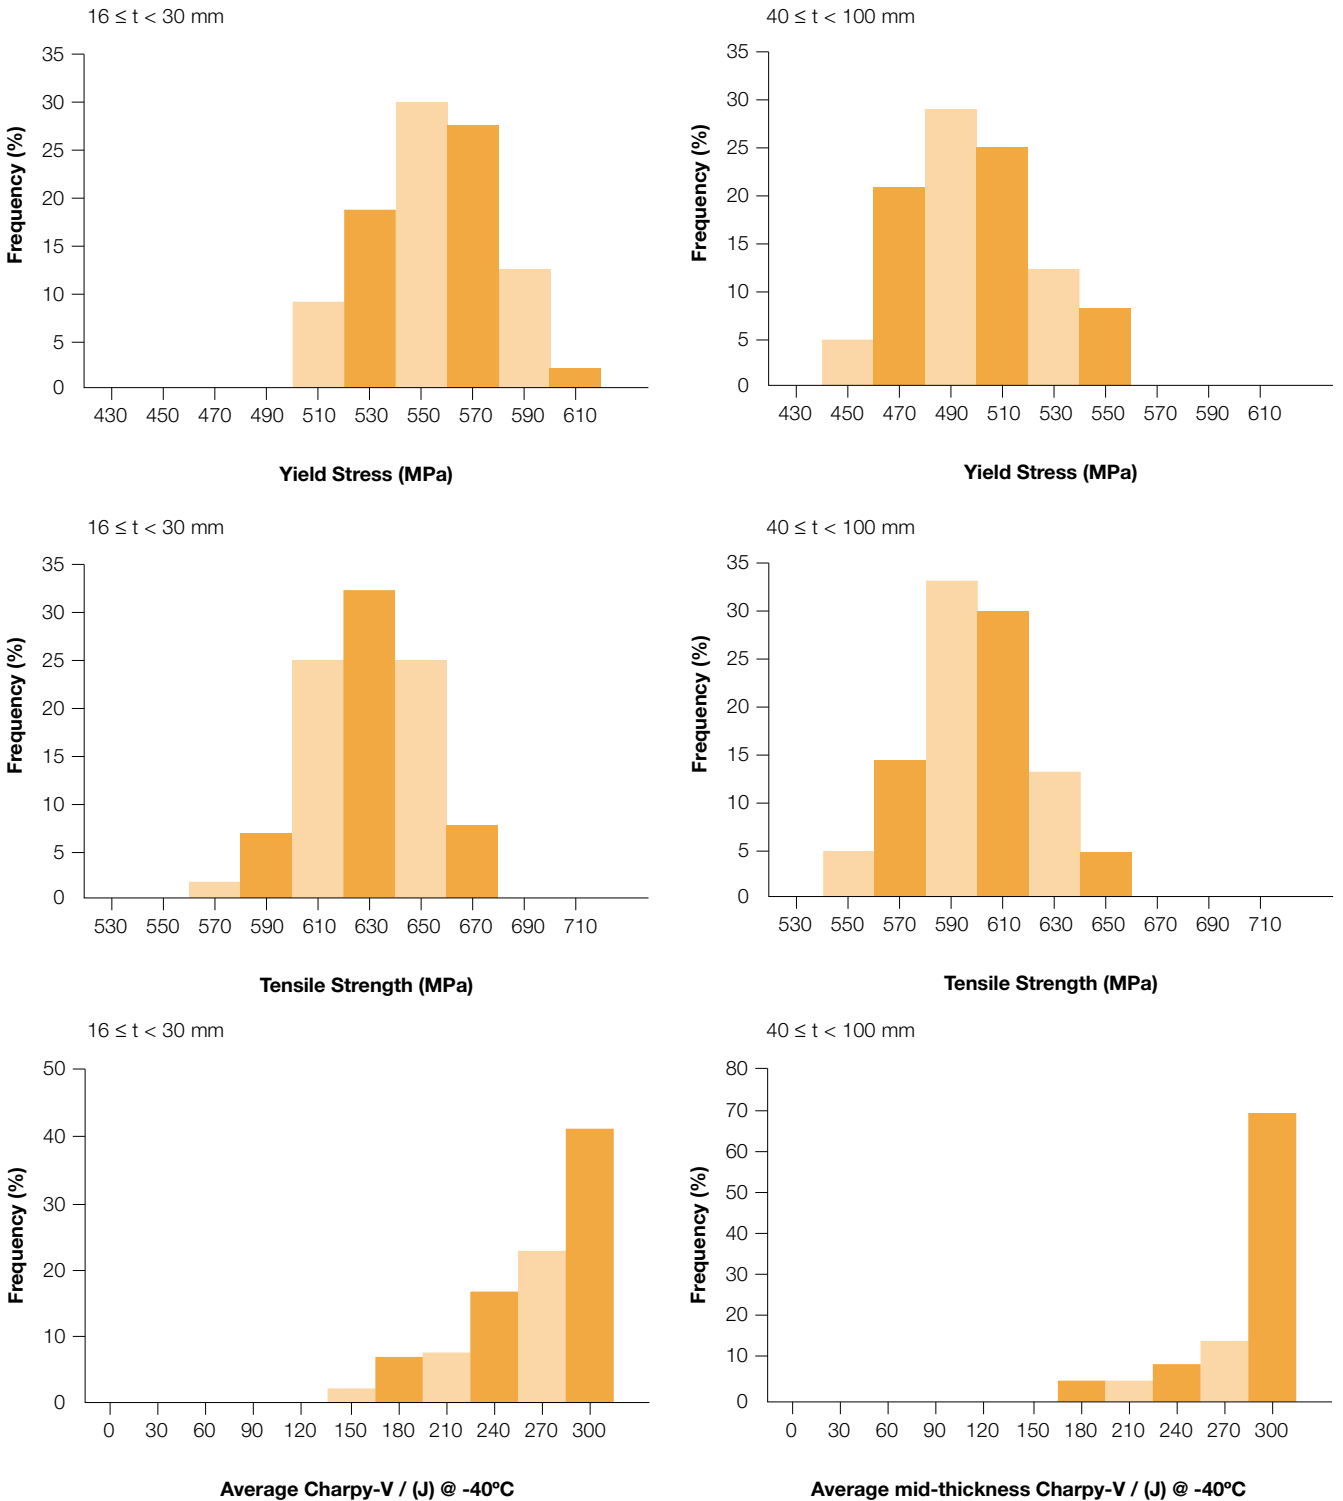 16 ≤ t < 30 mm
35
30
25
20
15
10
5
0
Frequency (%)
430 450 470 490 510 530 550 570 590 610
Yield Stress (MPa)
40 ≤ t < 100 mm
35
30
25
20
15
10
5
0
Frequency (%)
430 450 470 490 510 530 550 570 590 610
Yield Stress (MPa)
16 ≤ t < 30 mm
35
30
25
20
15
10
5
0
Frequency (%)
530 550 570 590 610 630 650 670 690 710
Tensile Strength (MPa)
40 ≤ t < 100 mm
35
30
25
20
15
10
5
0
Frequency (%)
530 550 570 590 610 630 650 670 690 710
Tensile Strength (MPa)
16 ≤ t < 30 mm
50
40
30
20
10
0
Frequency (%)
0 30 60 90 120 150 180 210 240 270 300
Average Charpy-V / (J) @ -40ºC
40 ≤ t < 100 mm
80
70
60
50
40
30
20
10
0
Frequency (%)
0 30 60 90 120 150 180 210 240 270 300
Average mid-thickness Charpy-V / (J) @ -40ºC